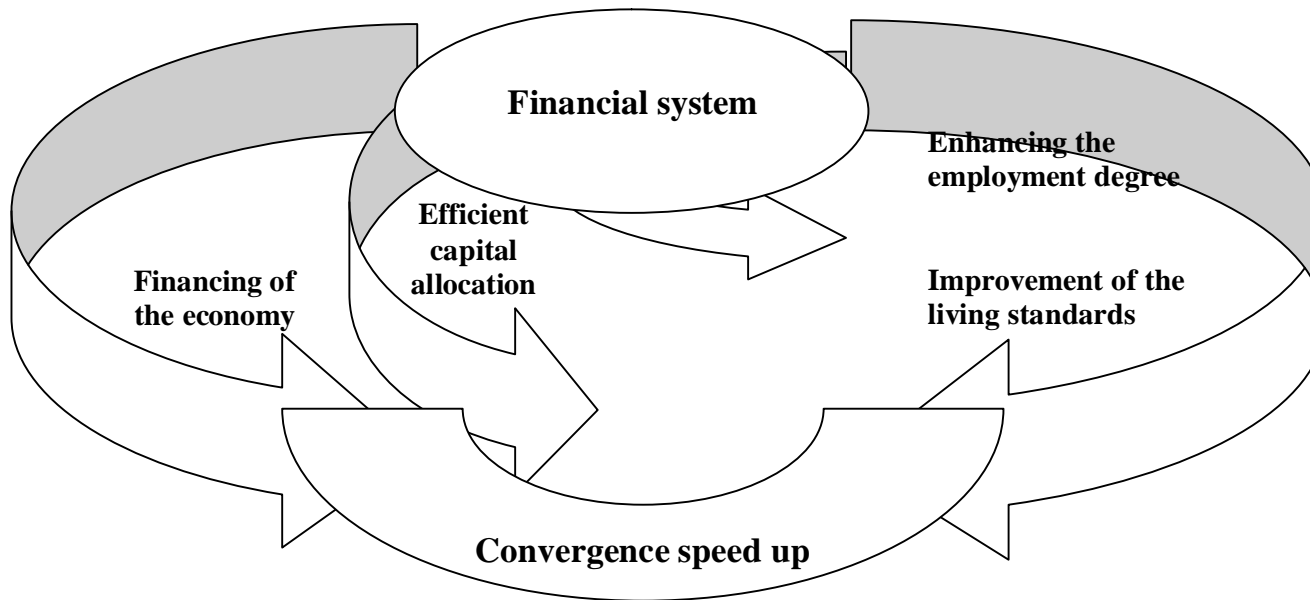 Financial system
Enhancing the
employment degree
Efficient
capital
allocation
Financing of
the economy
Improvement of the
living standards
Convergence speed up